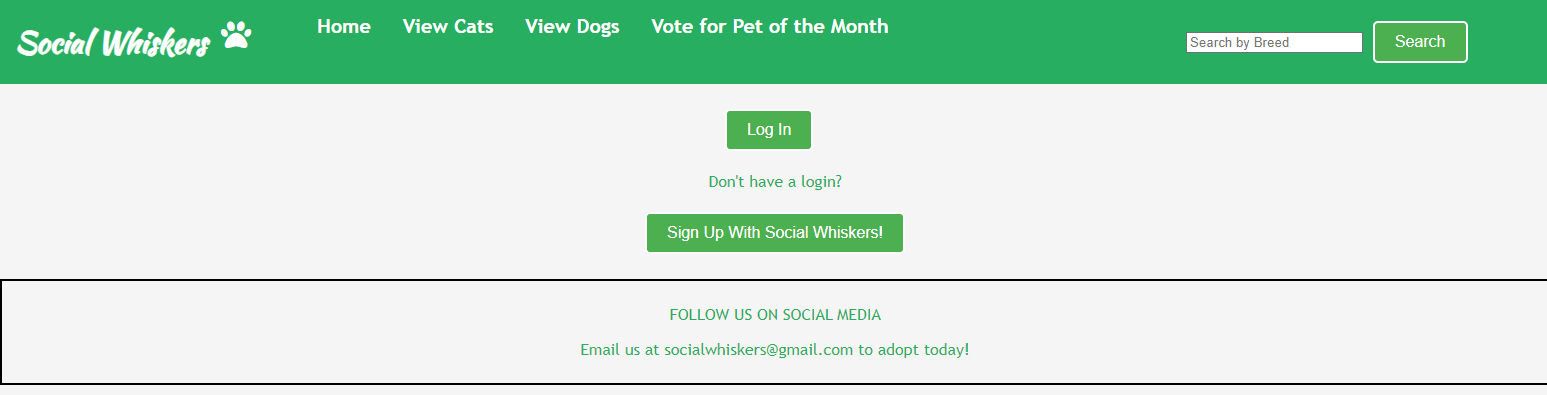 Social Whiskers
Home View Cats View Dogs Vote for Pet of the Month
Search by Breed Search
Log In
Don't have a login?
Sign Up With Social Whiskers!
FOLLOW US ON SOCIAL MEDIA
Email us at socialwhiskers@gmail.com to adopt today!